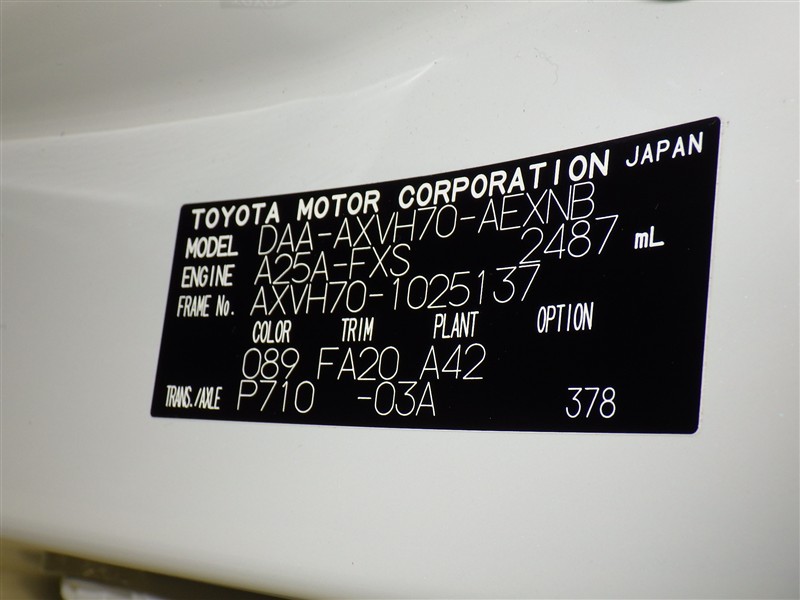 TOYOTA MOTOR CORPORATION JAPAN
MODEL DAA-AXVH70-AEXNB
ENGINE A25A-FXS 2487 mL
FRAME No. AXVH70-1025137
COLOR TRIM PLANT OPTION
089 FA20 A42
TRANS./AXLE P710 -03A 378